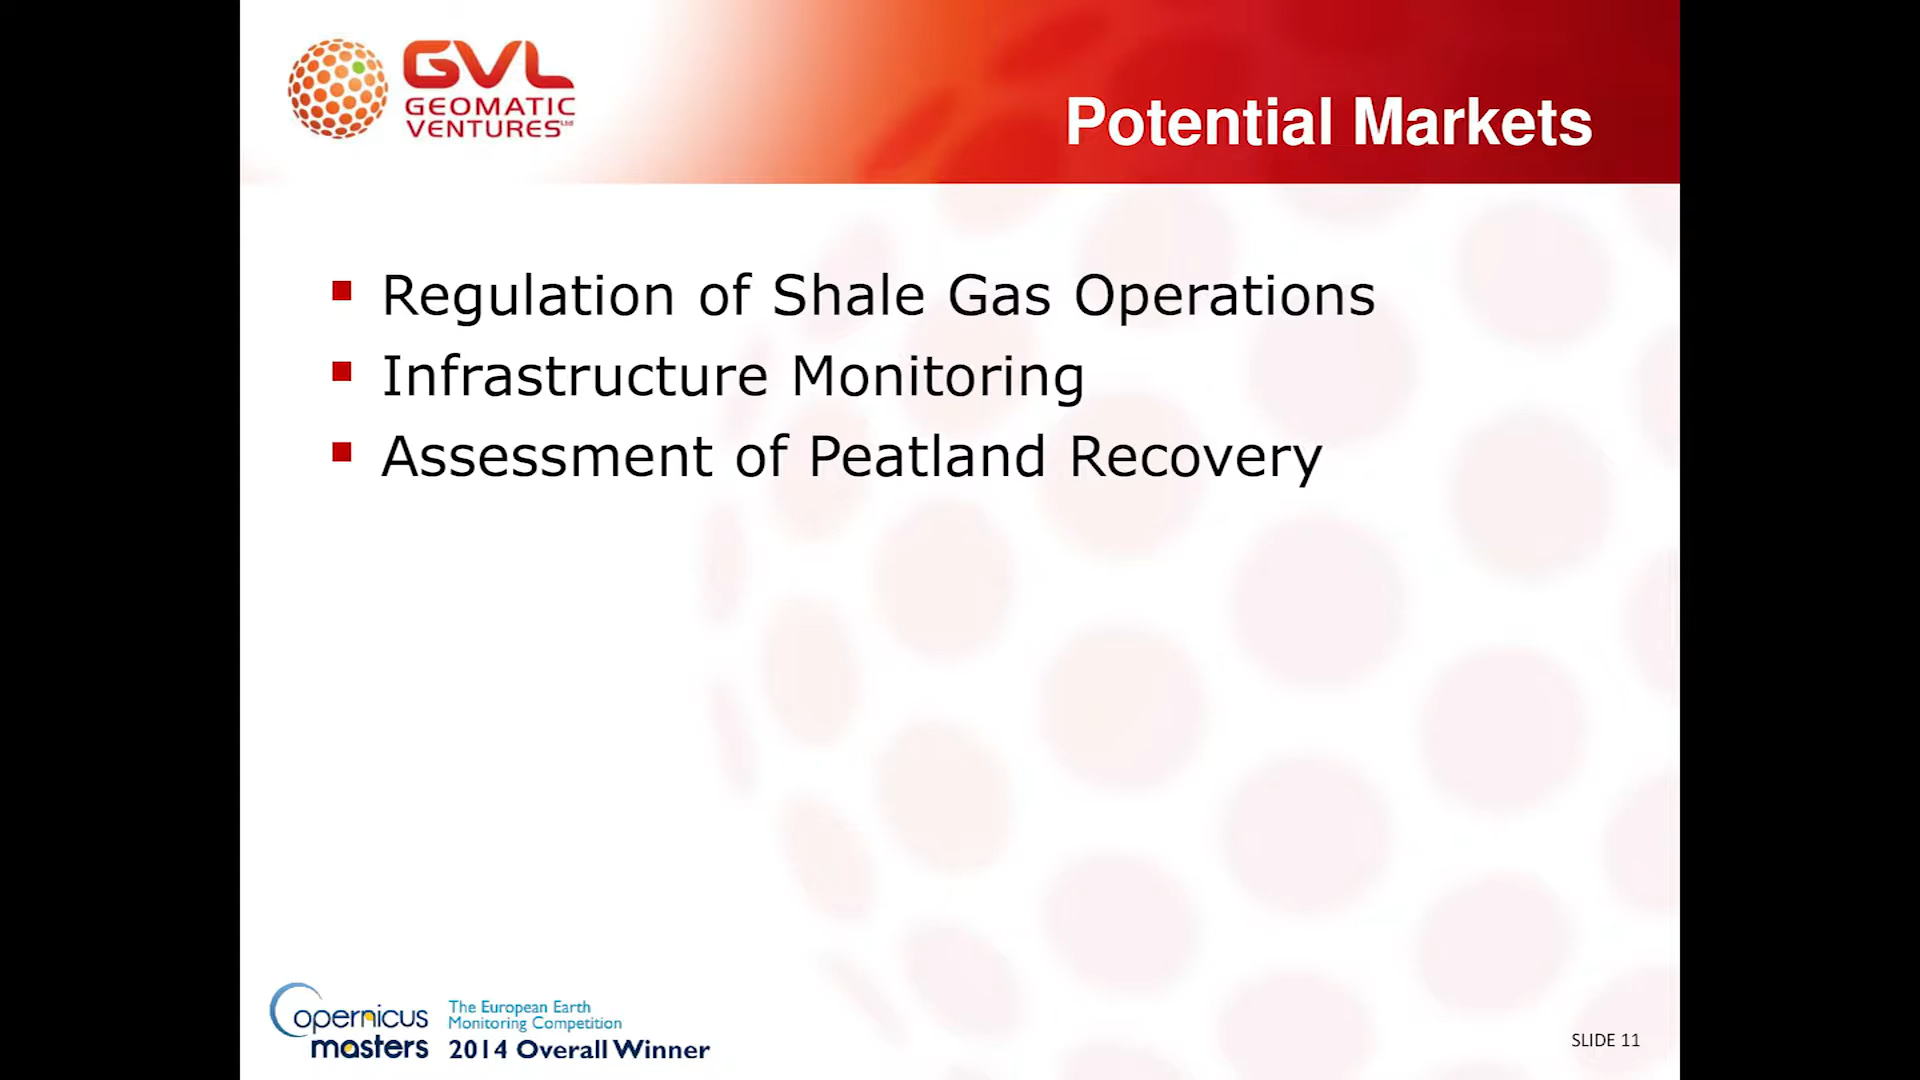 GVL
GEOMATIC
VENTURES Ltd
Potential Markets
Regulation of Shale Gas Operations
Infrastructure Monitoring
Assessment of Peatland Recovery
Copernicus
masters
The European Earth
Monitoring Competition
2014 Overall Winner
SLIDE 11